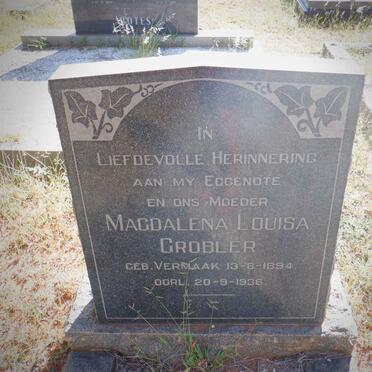 IN
LIEFDEVOLLE HERINNERING
AAN MY EGGENOTE
EN ONS MOEDER
MAGDALENA LOUISA
GROBLER
GEB. VERMAAK 13-6-1894
OORL. 20-9-1936